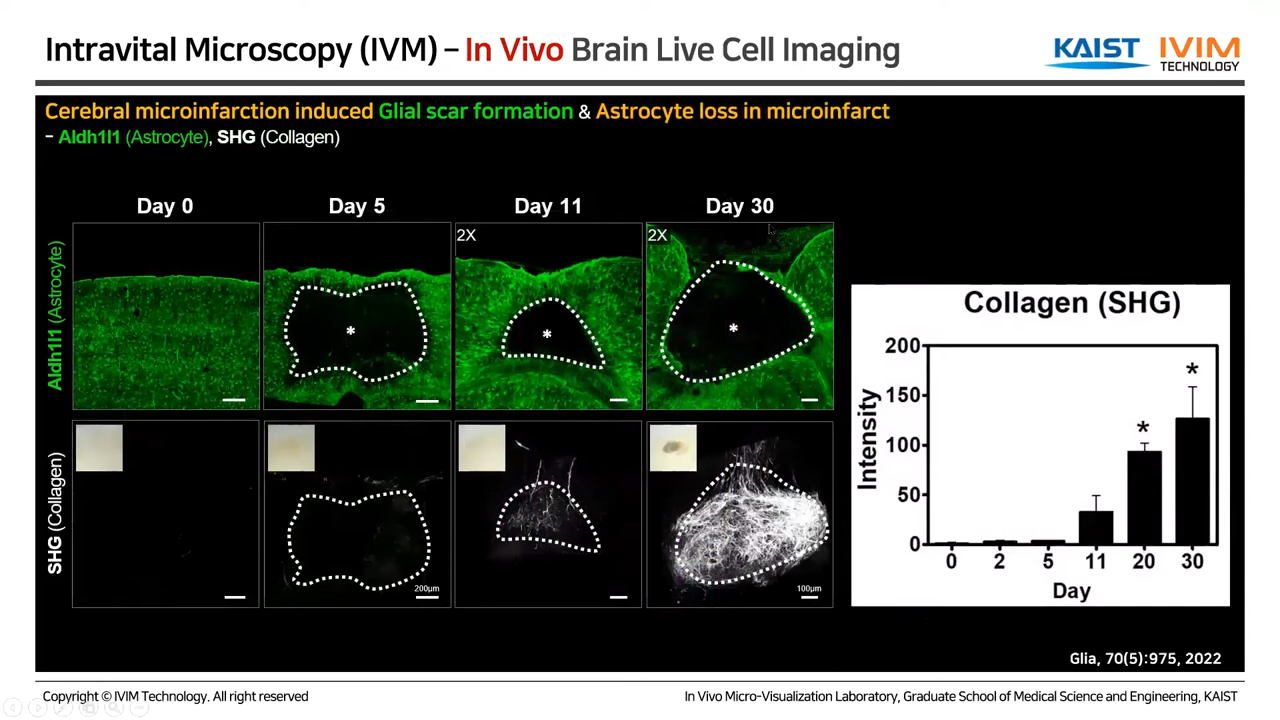 Intravital Microscopy (IVM) – In Vivo Brain Live Cell Imaging
KAIST
IVIM
TECHNOLOGY
Cerebral microinfarction induced Glial scar formation & Astrocyte loss in microinfarct
– Aldh1l1 (Astrocyte), SHG (Collagen)
Day 0
Day 5
Day 11
Day 30
Aldh1l1 (Astrocyte)
*
2X
*
2X
*
SHG (Collagen)
200μm
100μm
Collagen (SHG)
Intensity
200
150
100
50
0
*
*
0 2 5 11 20 30
Day
Glia, 70(5):975, 2022
Copyright © IVIM Technology. All right reserved
In Vivo Micro-Visualization Laboratory, Graduate School of Medical Science and Engineering, KAIST